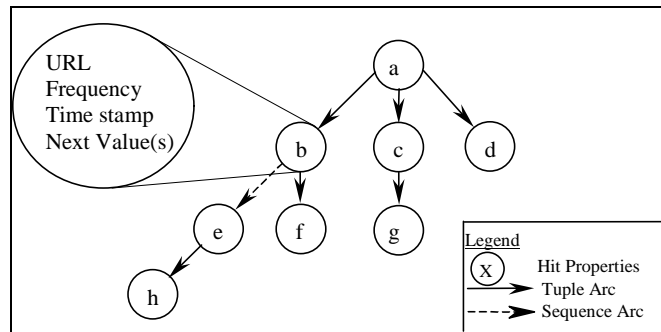 URL
Frequency
Time stamp
Next Value(s)
a
b
c
d
e
f
g
h
Legend
X Hit Properties
Tuple Arc
Sequence Arc